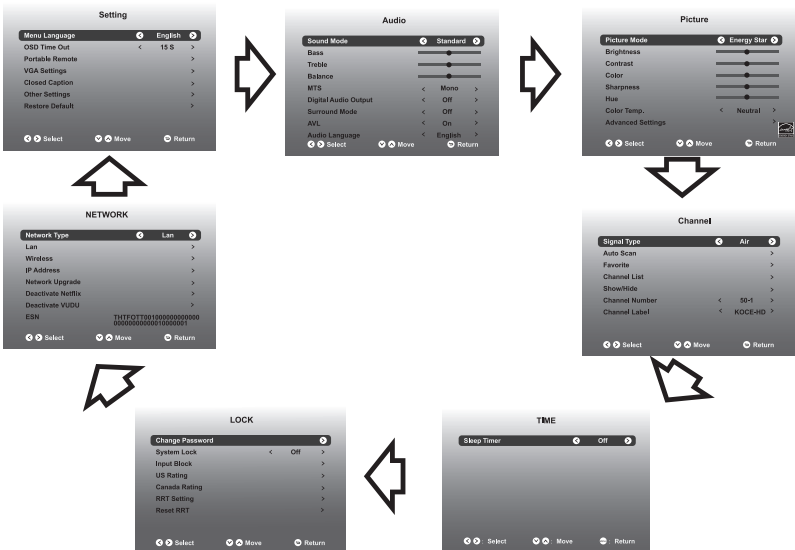 Setting
Menu Language < English >
OSD Time Out < 15 S >
Portable Remote >
VGA Settings >
Closed Caption >
Other Settings >
Restore Default >
Select Move Return
Audio
Sound Mode < Standard >
Bass
Treble
Balance
MTS < Mono >
Digital Audio Output < Off >
Surround Mode < Off >
AVL < On >
Audio Language < English >
Select Move Return
Picture
Picture Mode < Energy Star >
Brightness
Contrast
Color
Sharpness
Hue
Color Temp. < Neutral >
Advanced Settings >
Select Move Return
Channel
Signal Type < Air >
Auto Scan >
Favorite >
Channel List >
Show/Hide >
Channel Number < 50-1 >
Channel Label < KOCE-HD >
Select Move Return
TIME
Sleep Timer < Off >
: Select : Move : Return
LOCK
Change Password >
System Lock < Off >
Input Block >
US Rating >
Canada Rating >
RRT Setting >
Reset RRT >
Select Move Return
NETWORK
Network Type < Lan >
Lan >
Wireless >
IP Address >
Network Upgrade >
Deactivate Netflix >
Deactivate VUDU >
ESN THTFOTT001000000000000
0000000000010000001
Select Move Return